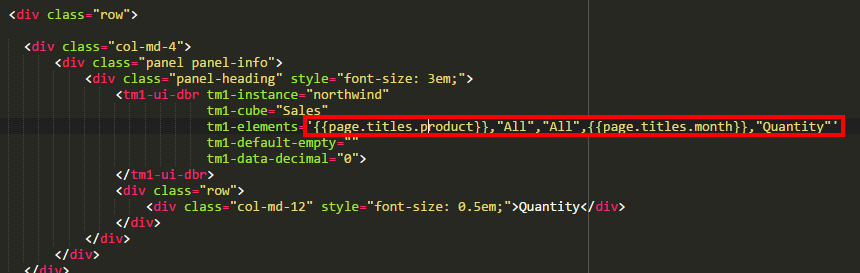 <div class="row">
<div class="col-md-4">
<div class="panel panel-info">
<div class="panel-heading" style="font-size: 3em;">
<tm1-ui-dbr tm1-instance="northwind"
tm1-cube="Sales"
tm1-elements='{{page.titles.product}},"All","All",{{page.titles.month}},"Quantity"'
tm1-default-empty=""
tm1-data-decimal="0">
</tm1-ui-dbr>
<div class="row">
<div class="col-md-12" style="font-size: 0.5em;">Quantity</div>
</div>
</div>
</div>
</div>